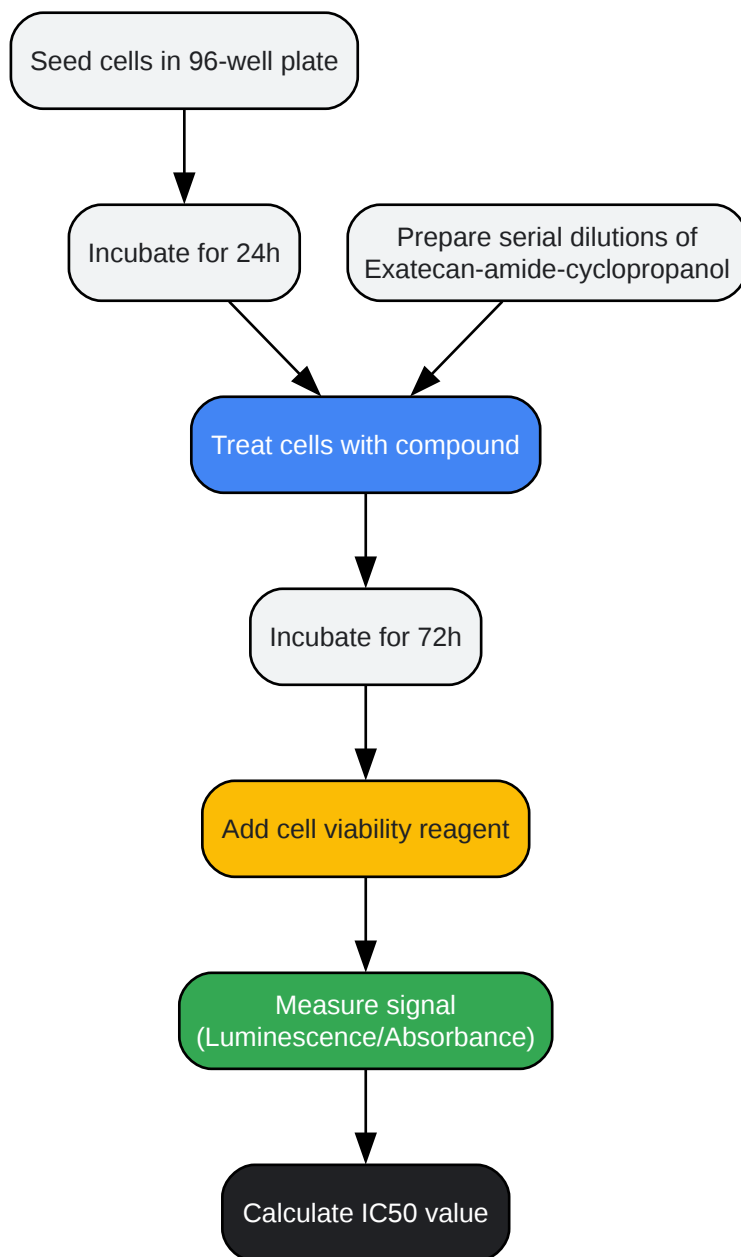 Seed cells in 96-well plate
Incubate for 24h
Prepare serial dilutions of
Exatecan-amide-cyclopropanol
Treat cells with compound
Incubate for 72h
Add cell viability reagent
Measure signal
(Luminescence/Absorbance)
Calculate IC50 value